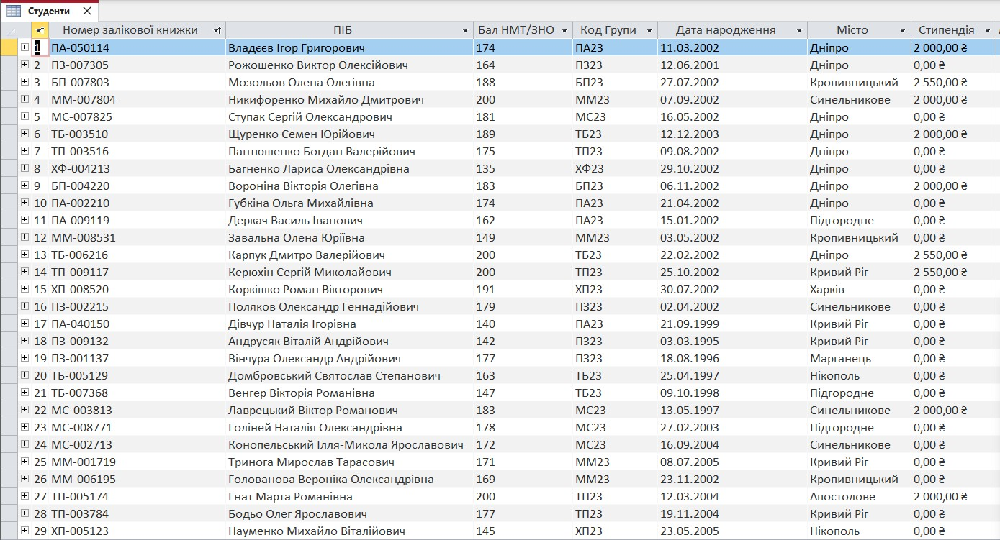 Студенти
Номер залікової книжки ПІБ Бал НМТ/ЗНО Код Групи Дата народження Місто Стипендія
1 ПА-050114 Владєєв Ігор Григорович 174 ПА23 11.03.2002 Дніпро 2 000,00 ₴
2 ПЗ-007305 Рожошенко Виктор Олексійович 164 ПЗ23 12.06.2001 Дніпро 0,00 ₴
3 БП-007803 Мозольов Олена Олегівна 188 БП23 27.07.2002 Кропивницький 2 550,00 ₴
4 ММ-007804 Никифоренко Михайло Дмитрович 200 ММ23 07.09.2002 Синельникове 2 000,00 ₴
5 МС-007825 Ступак Сергій Олександрович 181 МС23 16.05.2002 Дніпро 0,00 ₴
6 ТБ-003510 Щуренко Семен Юрійович 189 ТБ23 12.12.2003 Дніпро 2 000,00 ₴
7 ТП-003516 Пантюшенко Богдан Валерійович 175 ТП23 09.08.2002 Дніпро 0,00 ₴
8 ХФ-004213 Багненко Лариса Олександрівна 135 ХФ23 29.10.2002 Дніпро 0,00 ₴
9 БП-004220 Вороніна Вікторія Олегівна 183 БП23 06.11.2002 Дніпро 2 000,00 ₴
10 ПА-002210 Губкіна Ольга Михайлівна 174 ПА23 21.04.2002 Дніпро 0,00 ₴
11 ПА-009119 Деркач Василь Іванович 162 ПА23 15.01.2002 Підгородне 0,00 ₴
12 ММ-008531 Завальна Олена Юріївна 149 ММ23 03.05.2002 Кропивницький 0,00 ₴
13 ТБ-006216 Карпук Дмитро Валерійович 200 ТБ23 22.02.2002 Дніпро 2 550,00 ₴
14 ТП-009117 Керюхін Сергій Миколайович 200 ТП23 25.10.2002 Кривий Ріг 2 550,00 ₴
15 ХП-008520 Коркішко Роман Вікторович 191 ХП23 30.07.2002 Харків 0,00 ₴
16 ПЗ-002215 Поляков Олександр Геннадійович 179 ПЗ23 02.04.2002 Синельникове 0,00 ₴
17 ПА-040150 Дівчур Наталія Ігорівна 140 ПА23 21.09.1999 Кривий Ріг 0,00 ₴
18 ПЗ-009132 Андрусяк Віталій Андрійович 142 ПЗ23 03.03.1995 Кривий Ріг 0,00 ₴
19 ПЗ-001137 Вінчура Олександр Андрійович 177 ПЗ23 18.08.1996 Марганець 0,00 ₴
20 ТБ-005129 Домбровський Святослав Степанович 163 ТБ23 25.04.1997 Нікополь 0,00 ₴
21 ТБ-007368 Венгер Вікторія Романівна 147 ТБ23 09.10.1998 Підгородне 0,00 ₴
22 МС-003813 Лаврецький Віктор Романович 183 МС23 13.05.1997 Синельникове 2 000,00 ₴
23 МС-008771 Голіней Наталія Олександрівна 178 МС23 27.02.2003 Підгородне 0,00 ₴
24 МС-002713 Конопельський Ілля-Микола Ярославович 172 МС23 16.09.2004 Синельникове 0,00 ₴
25 ММ-001719 Тринога Мирослав Тарасович 171 ММ23 08.07.2005 Кривий Ріг 0,00 ₴
26 ММ-006195 Голованова Вероніка Олександрівна 169 ММ23 23.11.2002 Кропивницький 0,00 ₴
27 ТП-005174 Гнат Марта Романівна 200 ТП23 12.03.2004 Апостолове 2 000,00 ₴
28 ТП-003784 Бодьо Олег Ярославович 177 ТП23 19.11.2004 Кривий Ріг 0,00 ₴
29 ХП-005123 Науменко Михайло Віталійович 145 ХП23 23.05.2005 Нікополь 0,00 ₴